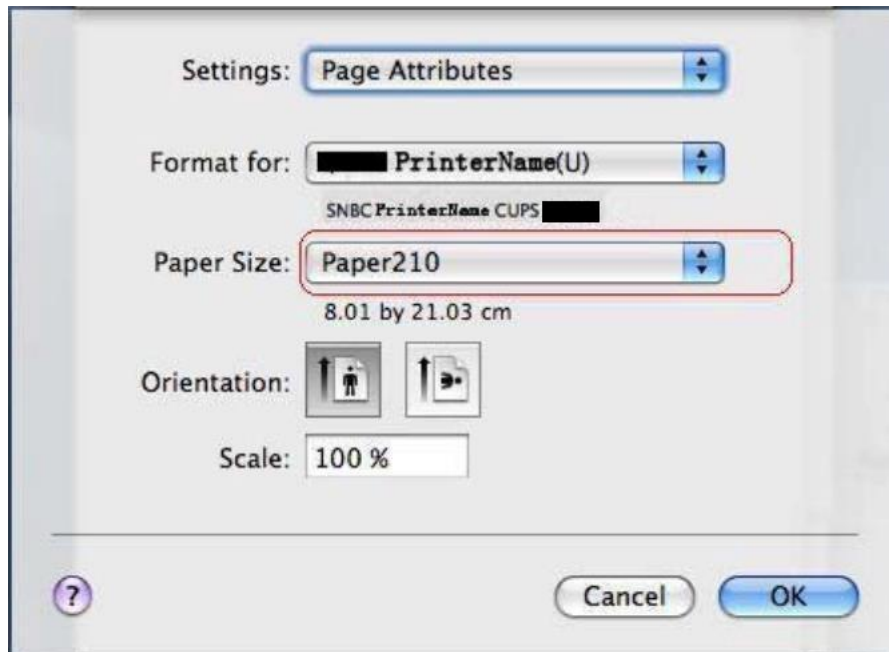 Settings: Page Attributes
Format for: PrinterName(U)
SNBC PrinterName CUPS
Paper Size: Paper210
8.01 by 21.03 cm
Orientation:
Scale: 100 %
? Cancel OK